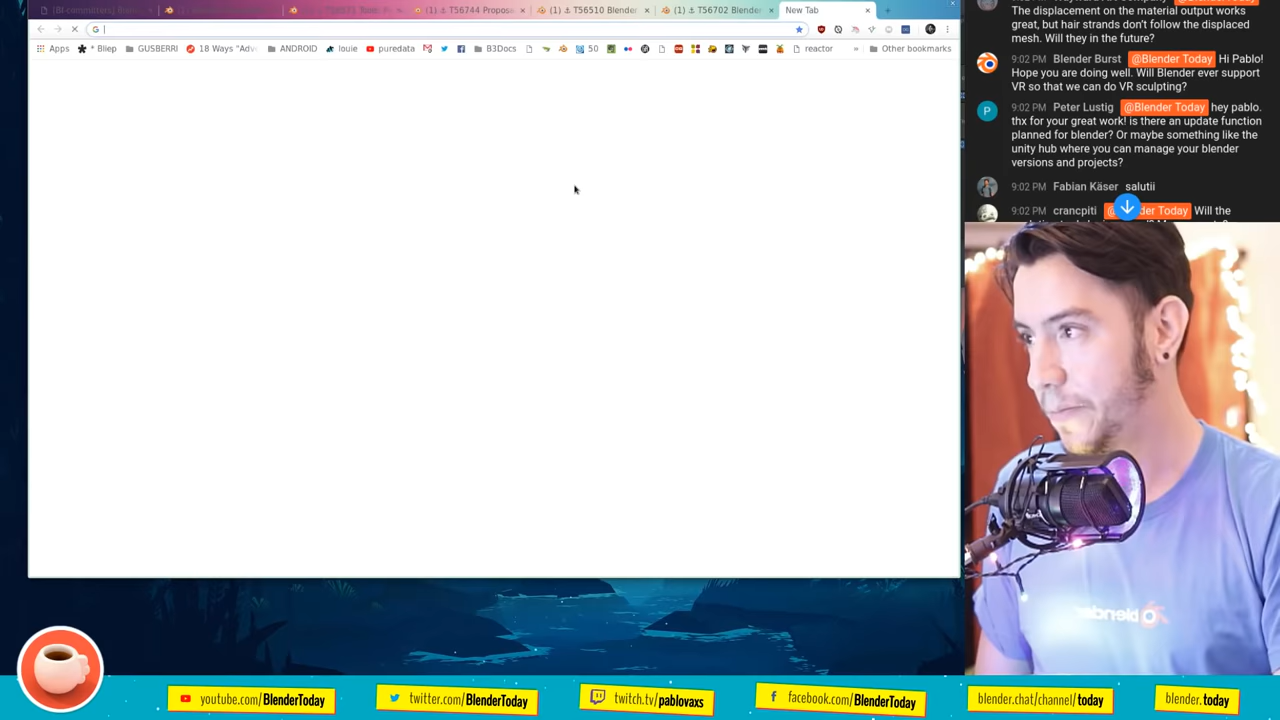 (1) ⚓ T56744 Propos
(1) ⚓ T56510 Blender
(1) ⚓ T56702 Blender
New Tab
Apps
* Bliep
GUSBERRI
18 Ways "Adv
ANDROID
louie
puredata
B3Docs
50
reactor
»
Other bookmarks
@Blender Today
The displacement on the material output works
great, but hair strands don't follow the displaced
mesh. Will they in the future?
9:02 PM Blender Burst @Blender Today Hi Pablo!
Hope you are doing well. Will Blender ever support
VR so that we can do VR sculpting?
P
9:02 PM Peter Lustig @Blender Today hey pablo.
thx for your great work! is there an update function
planned for blender? Or maybe something like the
unity hub where you can manage your blender
versions and projects?
9:02 PM Fabian Käser salutii
9:02 PM crancpiti der Today Will the
blender
youtube.com/BlenderToday
twitter.com/BlenderToday
twitch.tv/pablovaxs
facebook.com/BlenderToday
blender.chat/channel/today
blender.today